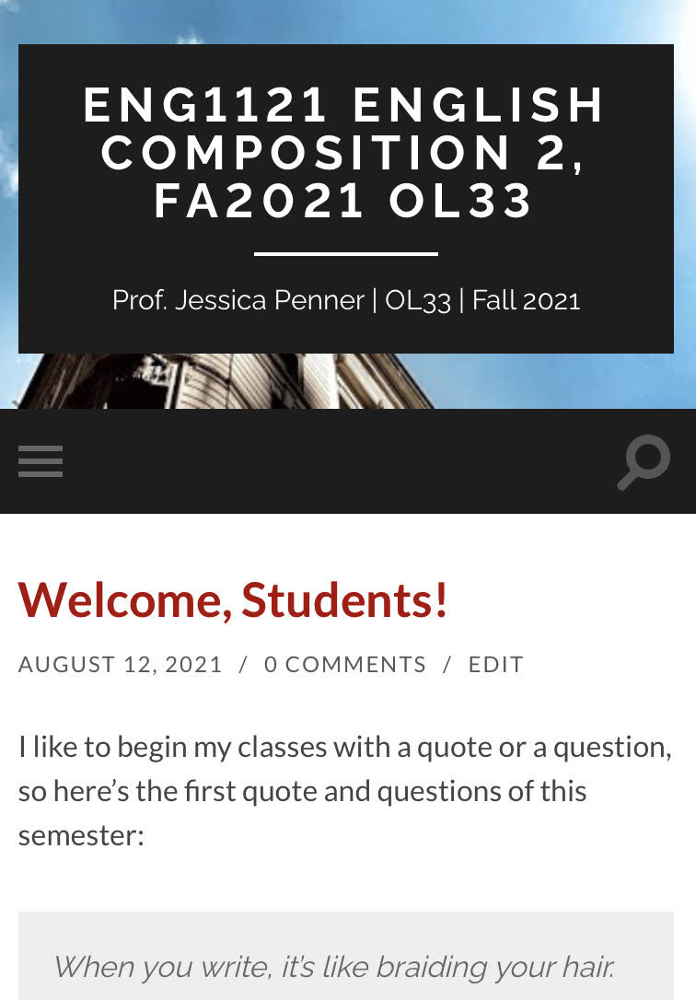 ENG1121 ENGLISH
COMPOSITION 2,
FA2021 OL33
Prof. Jessica Penner | OL33 | Fall 2021
Welcome, Students!
AUGUST 12, 2021 / 0 COMMENTS / EDIT
I like to begin my classes with a quote or a question,
so here’s the first quote and questions of this
semester:
When you write, it’s like braiding your hair.